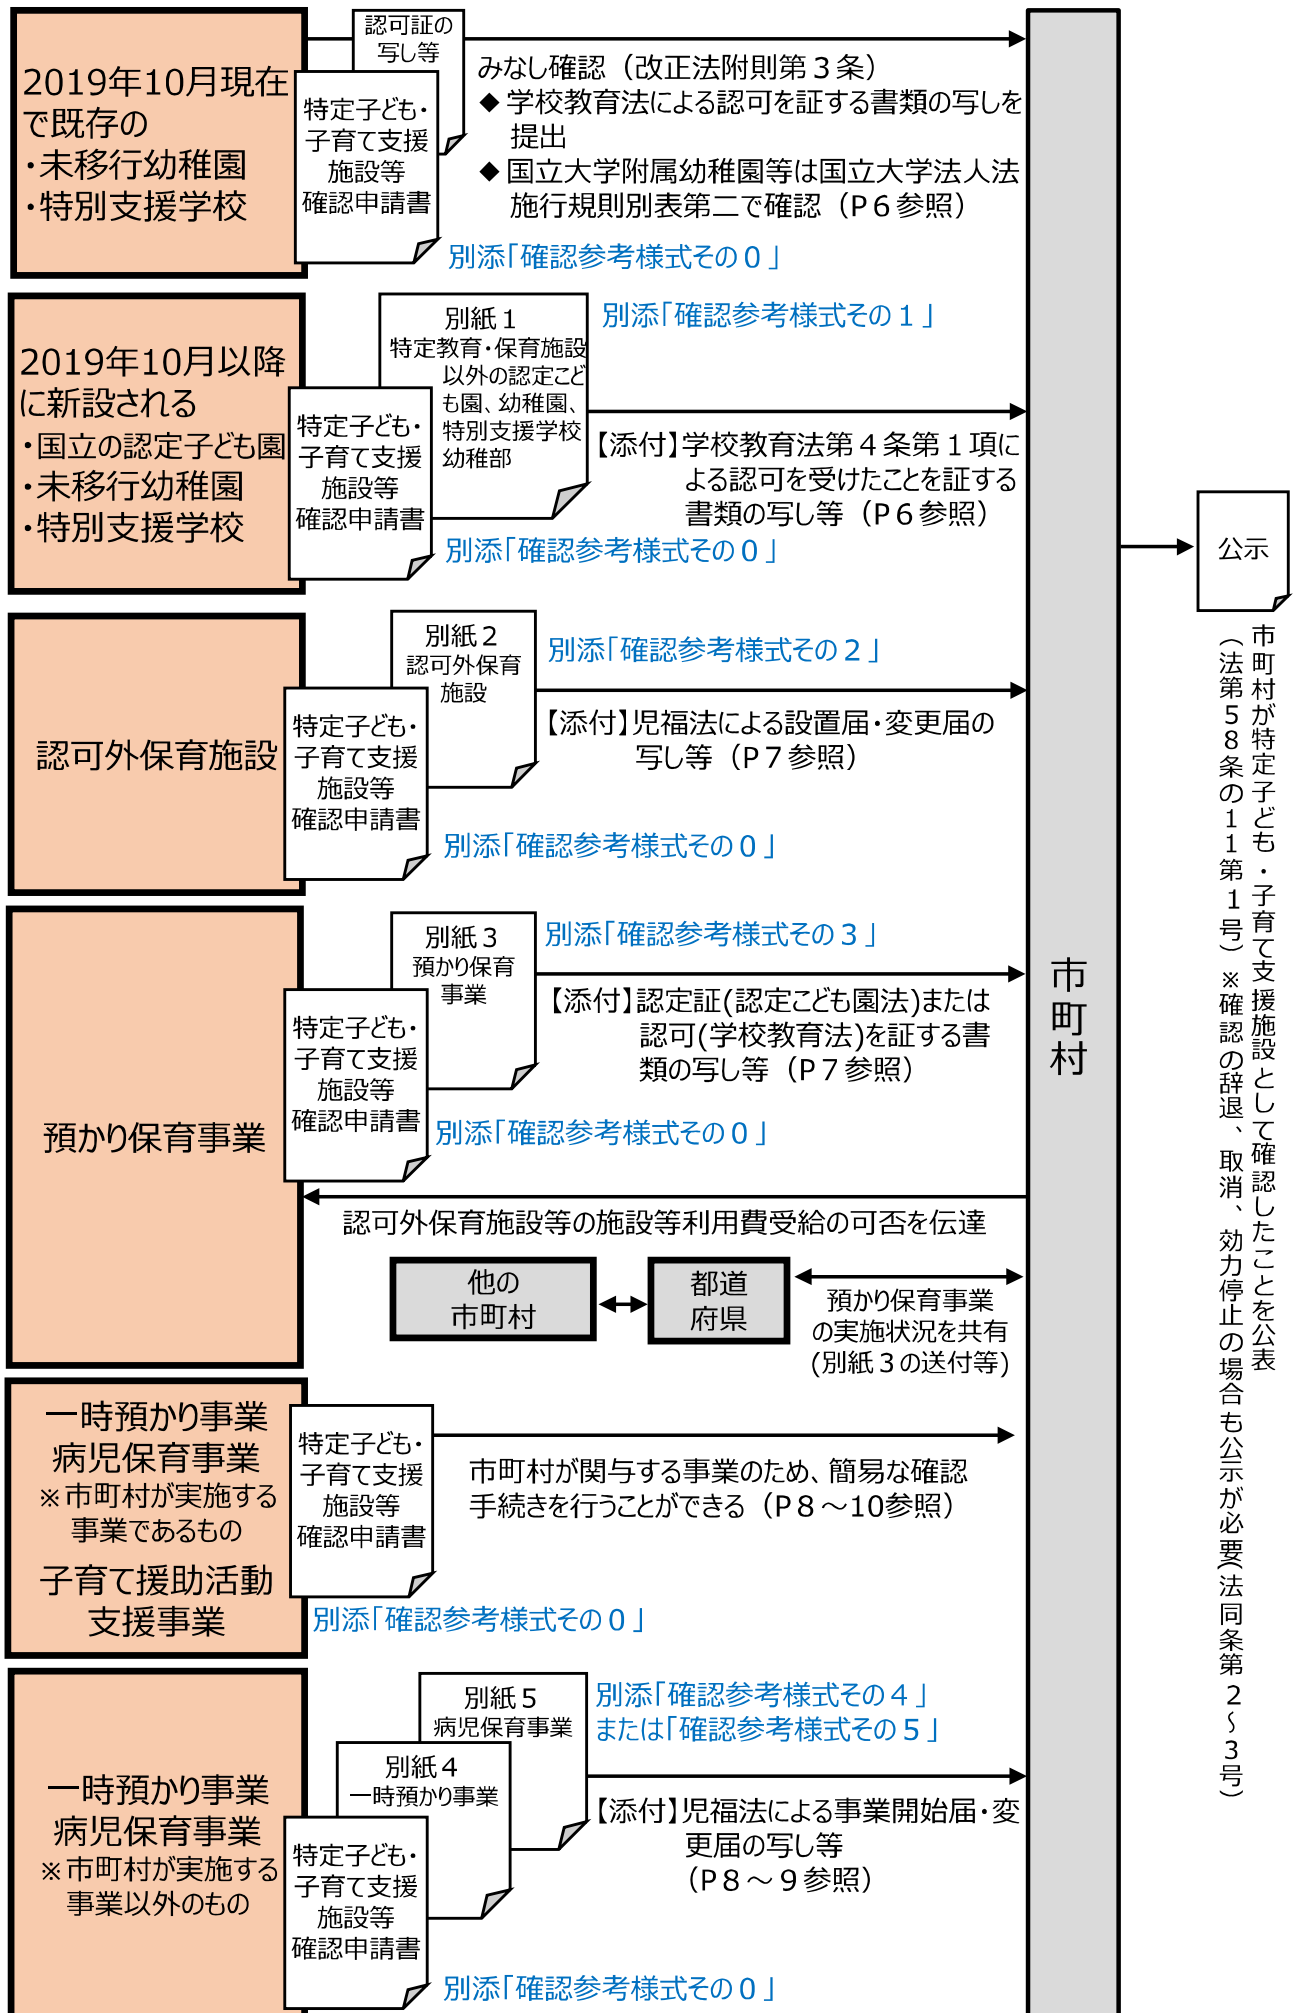 2019年10月現在
で既存の
・未移行幼稚園
・特別支援学校
認可証の
写し等
特定子ども・
子育て支援
施設等
確認申請書
みなし確認（改正法附則第３条）
◆ 学校教育法による認可を証する書類の写しを
提出
◆ 国立大学附属幼稚園等は国立大学法人法
施行規則別表第二で確認（P６参照）
別添「確認参考様式その０」
2019年10月以降
に新設される
・国立の認定子ども園
・未移行幼稚園
・特別支援学校
別紙１
特定教育・保育施設
以外の認定こど
も園、幼稚園、
特別支援学校
幼稚部
特定子ども・
子育て支援
施設等
確認申請書
別添「確認参考様式その１」
【添付】学校教育法第４条第１項に
よる認可を受けたことを証する
書類の写し等（P６参照）
別添「確認参考様式その０」
認可外保育施設
別紙２
認可外保育
施設
特定子ども・
子育て支援
施設等
確認申請書
別添「確認参考様式その２」
【添付】児福法による設置届・変更届の
写し等（P７参照）
別添「確認参考様式その０」
預かり保育事業
別紙３
預かり保育
事業
特定子ども・
子育て支援
施設等
確認申請書
別添「確認参考様式その３」
【添付】認定証(認定こども園法)または
認可(学校教育法)を証する書
類の写し等（P７参照）
別添「確認参考様式その０」
認可外保育施設等の施設等利用費受給の可否を伝達
他の
市町村
都道
府県
預かり保育事業
の実施状況を共有
(別紙３の送付等)
一時預かり事業
病児保育事業
※市町村が実施する
事業であるもの
子育て援助活動
支援事業
特定子ども・
子育て支援
施設等
確認申請書
市町村が関与する事業のため、簡易な確認
手続きを行うことができる（P８～10参照）
別添「確認参考様式その０」
一時預かり事業
病児保育事業
※市町村が実施する
事業以外のもの
別紙５
病児保育事業
別紙４
一時預かり事業
特定子ども・
子育て支援
施設等
確認申請書
別添「確認参考様式その４」
または「確認参考様式その５」
【添付】児福法による事業開始届・変
更届の写し等
（P８～９参照）
別添「確認参考様式その０」
市町村
公示
市町村が特定子ども・子育て支援施設として確認したことを公表
（法第５８条の１１第１号）※確認の辞退、取消、効力停止の場合も公示が必要(法同条第２～３号）